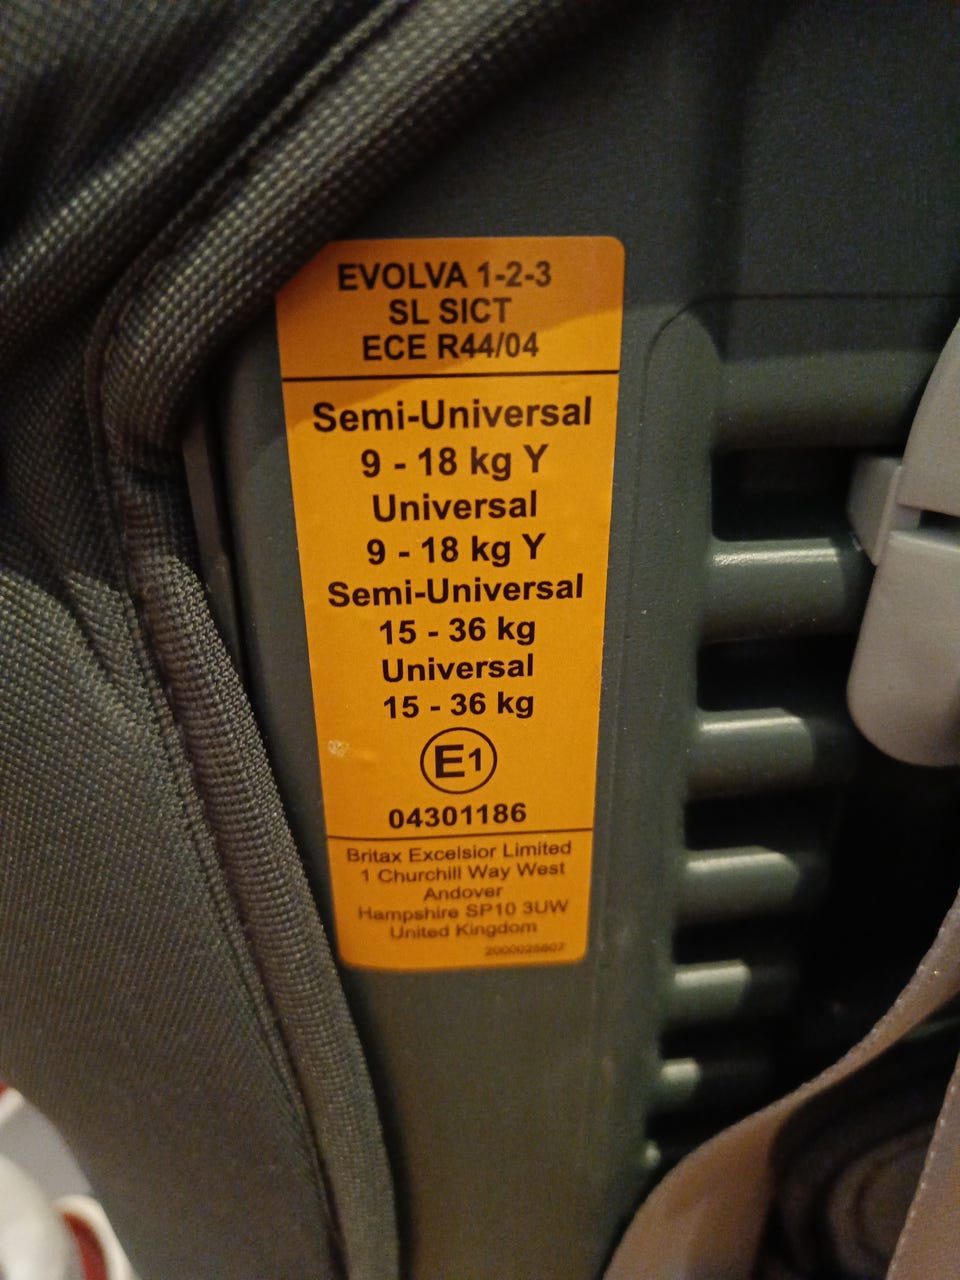 EVOLVA 1-2-3
SL SICT
ECE R44/04
Semi-Universal
9 - 18 kg Y
Universal
9 - 18 kg Y
Semi-Universal
15 - 36 kg
Universal
15 - 36 kg
E1
04301186
Britax Excelsior Limited
1 Churchill Way West
Andover
Hampshire SP10 3UW
United Kingdom